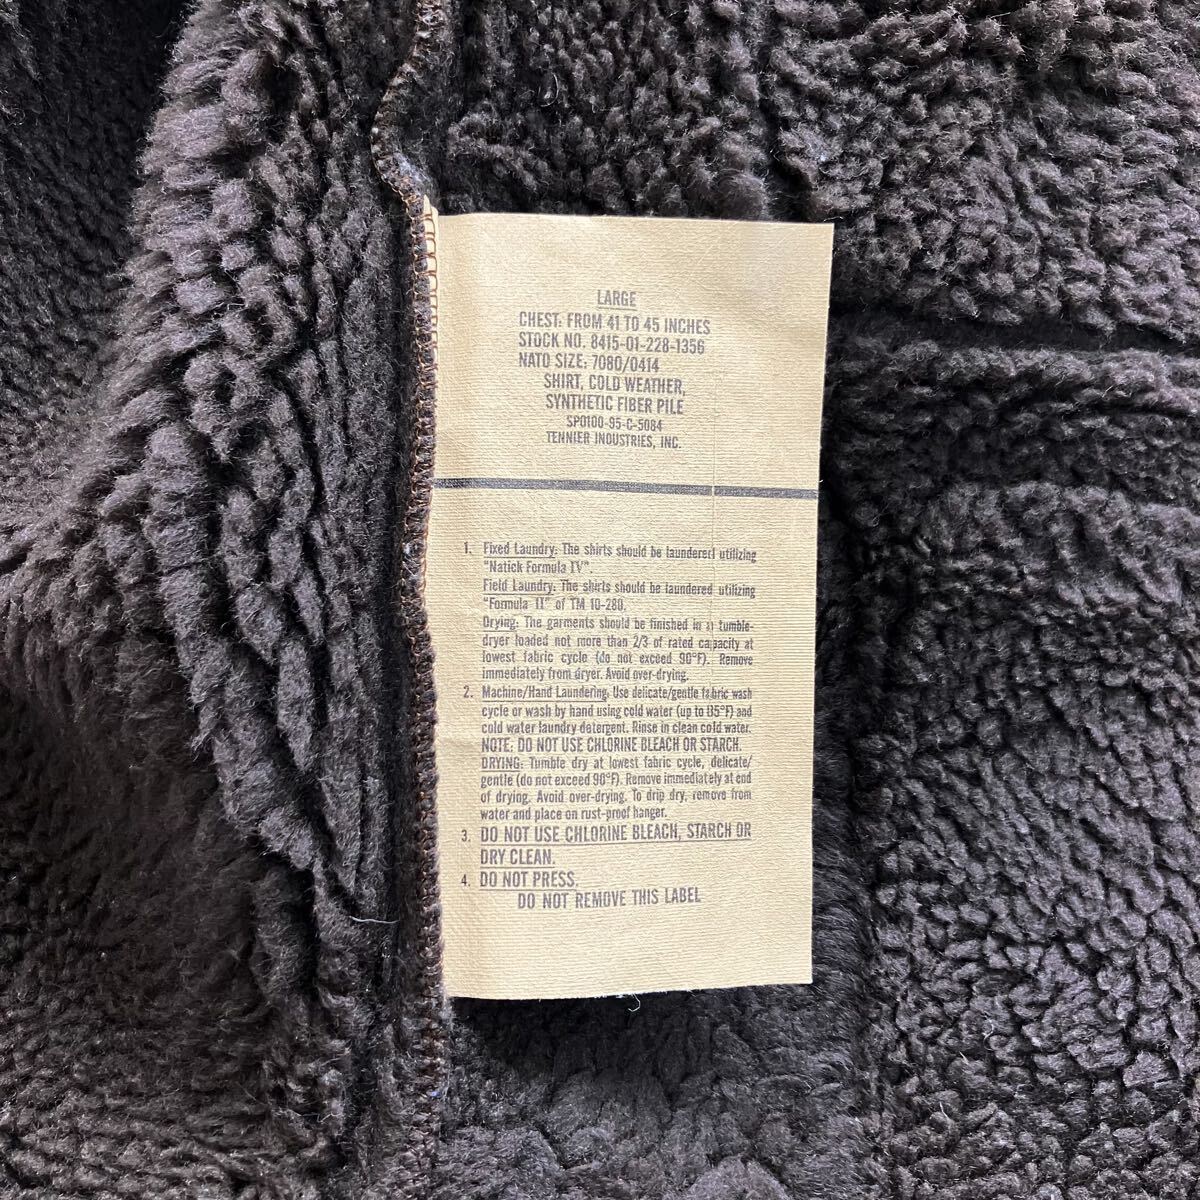 LARGE
CHEST: FROM 41 TO 45 INCHES
STOCK NO. 8415-01-228-1356
NATO SIZE: 7080/0414
SHIRT, COLD WEATHER,
SYNTHETIC FIBER PILE
SPO100-95-C-5084
TENNIER INDUSTRIES, INC.
1. Fixed Laundry: The shirts should be laundered utilizing
"Natick Formula IV".
Field Laundry: The shirts should be laundered utilizing
"Formula II" of TM 10-280.
Drying: The garments should be finished in a tumble-
dryer loaded not more than 2/3 of rated capacity at
lowest fabric cycle (do not exceed 90°F). Remove
immediately from dryer. Avoid over-drying.
2. Machine/Hand Laundering: Use delicate/gentle fabric wash
cycle or wash by hand using cold water (up to 85°F) and
cold water laundry detergent. Rinse in clean cold water.
NOTE: DO NOT USE CHLORINE BLEACH OR STARCH.
DRYING: Tumble dry at lowest fabric cycle, delicate/
gentle (do not exceed 90°F). Remove immediately at end
of drying. Avoid over-drying. To drip dry, remove from
water and place on rust-proof hanger.
3. DO NOT USE CHLORINE BLEACH, STARCH OR
DRY CLEAN.
4. DO NOT PRESS.
DO NOT REMOVE THIS LABEL